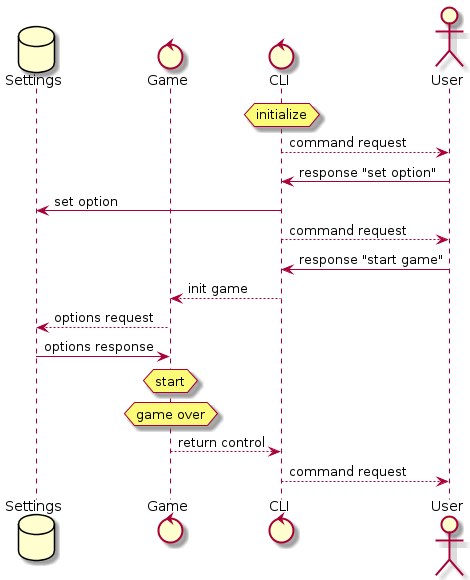 Settings Game CLI User
initialize
command request
response "set option"
set option
command request
response "start game"
init game
options request
options response
start
game over
return control
command request
Settings Game CLI User